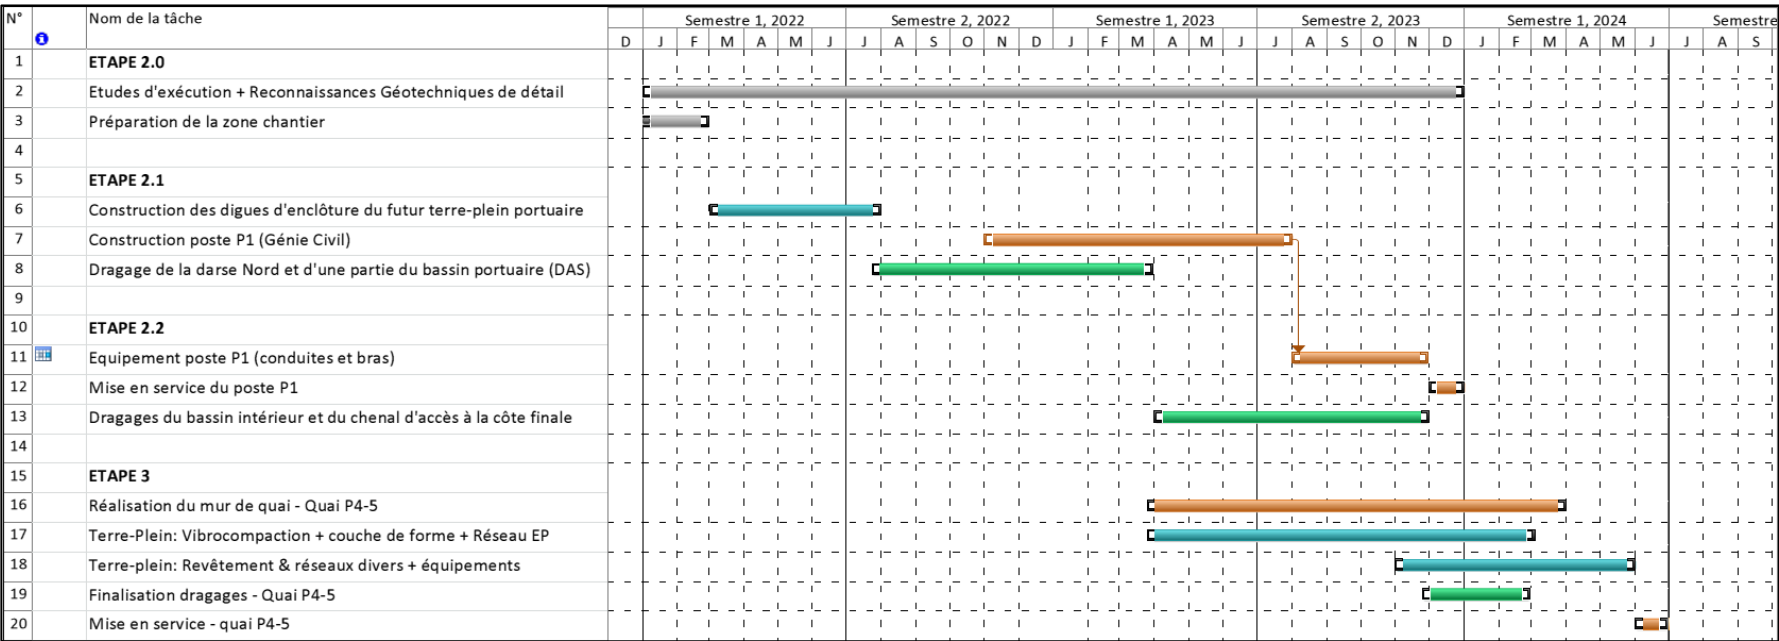 N° Nom de la tâche Semestre 1, 2022 Semestre 2, 2022 Semestre 1, 2023 Semestre 2, 2023 Semestre 1, 2024 Semestre
D J F M A M J J A S O N D J F M A M J J A S O N D J F M A M J J A S
1 ETAPE 2.0
2 Etudes d'exécution + Reconnaissances Géotechniques de détail
3 Préparation de la zone chantier
4
5 ETAPE 2.1
6 Construction des digues d'enclôture du futur terre-plein portuaire
7 Construction poste P1 (Génie Civil)
8 Dragage de la darse Nord et d'une partie du bassin portuaire (DAS)
9
10 ETAPE 2.2
11 Equipement poste P1 (conduites et bras)
12 Mise en service du poste P1
13 Dragages du bassin intérieur et du chenal d'accès à la côte finale
14
15 ETAPE 3
16 Réalisation du mur de quai - Quai P4-5
17 Terre-Plein: Vibrocompaction + couche de forme + Réseau EP
18 Terre-plein: Revêtement & réseaux divers + équipements
19 Finalisation dragages - Quai P4-5
20 Mise en service - quai P4-5